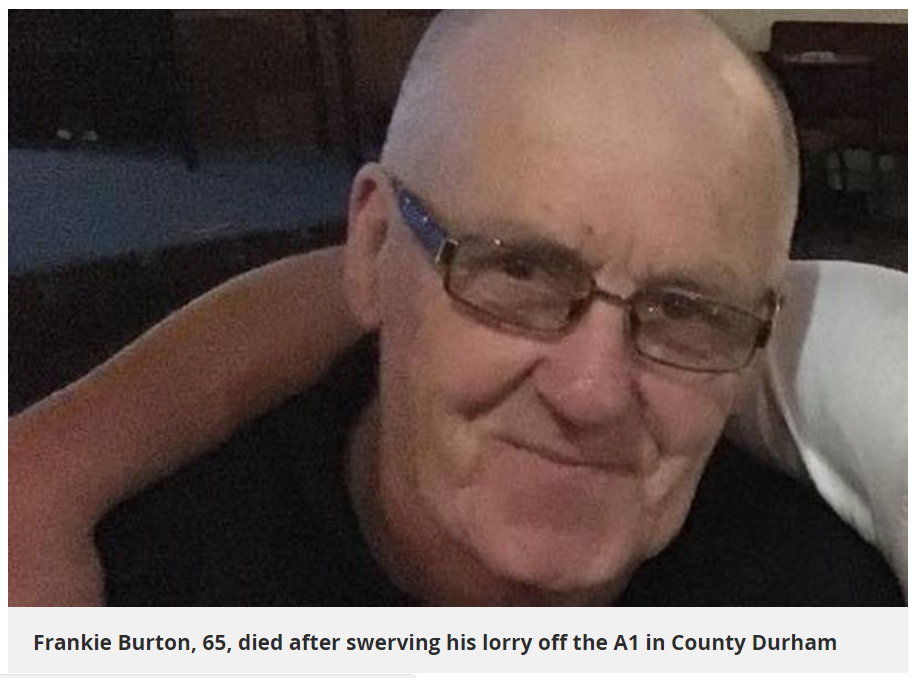 Frankie Burton, 65, died after swerving his lorry off the A1 in County Durham